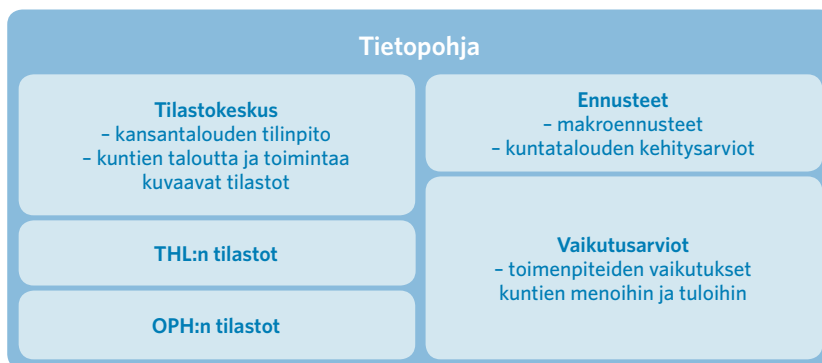 Tietopohja
Tilastokeskus
– kansantalouden tilinpito
– kuntien taloutta ja toimintaa
kuvaavat tilastot
THL:n tilastot
OPH:n tilastot
Ennusteet
– makroennusteet
– kuntatalouden kehitysarviot
Vaikutusarviot
– toimenpiteiden vaikutukset
kuntien menoihin ja tuloihin